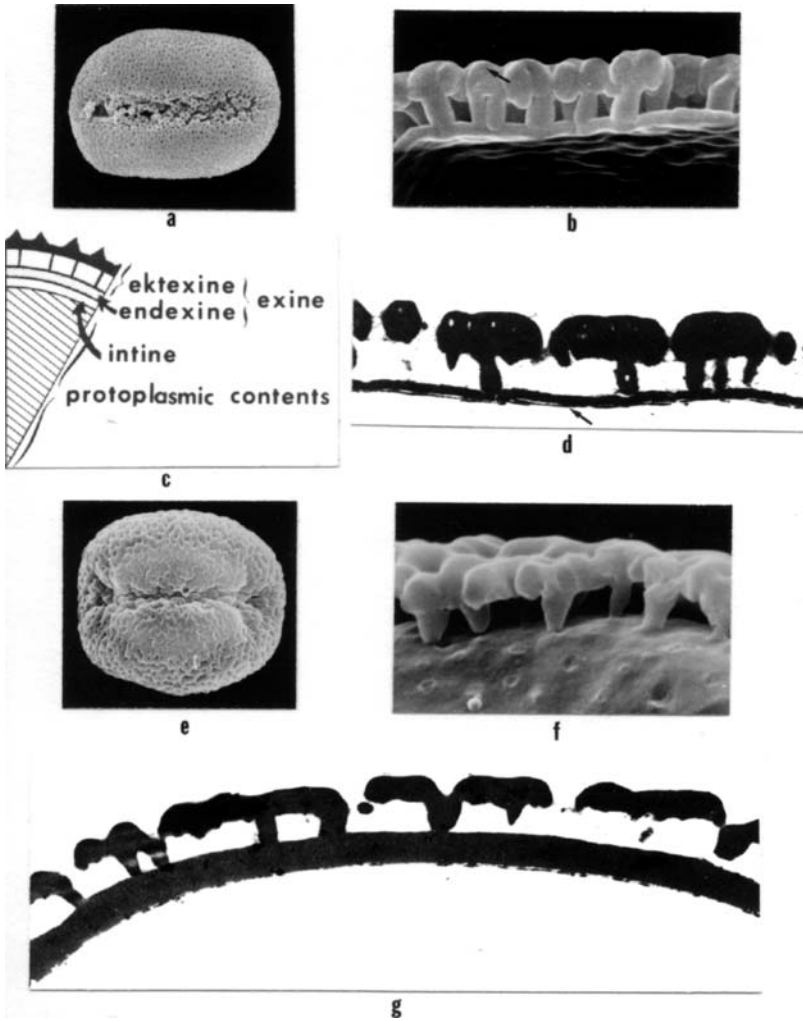 a
b
ektexine
endexine
exine
intine
protoplasmic contents
c
d
e
f
g